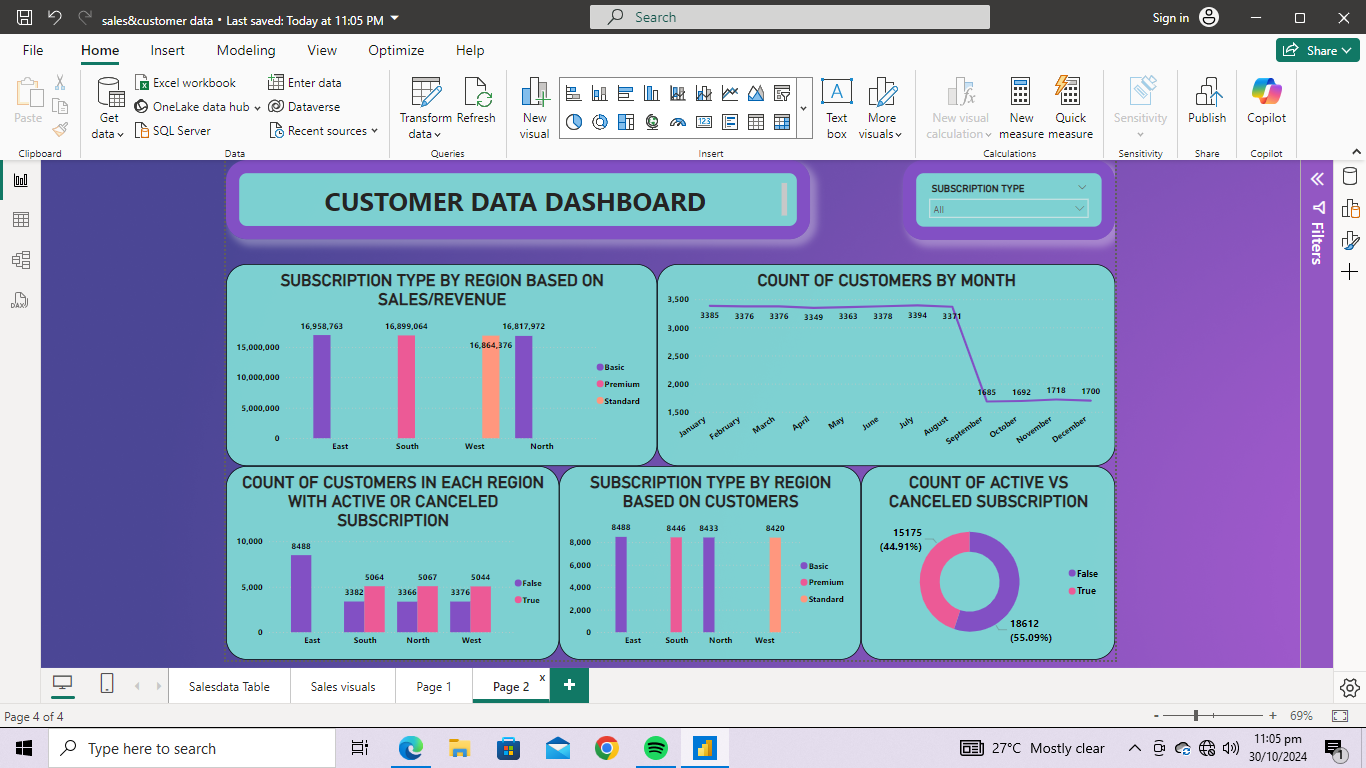 sales&customer data • Last saved: Today at 11:05 PM
Search
Sign in
File Home Insert Modeling View Optimize Help
Share
Paste
Clipboard
Get data
Excel workbook
OneLake data hub
SQL Server
Enter data
Dataverse
Recent sources
Data
Transform data
Refresh
Queries
New visual
Text box
More visuals
Insert
New visual calculation
New measure
Quick measure
Calculations
Sensitivity
Sensitivity
Publish
Share
Copilot
Copilot
CUSTOMER DATA DASHBOARD
SUBSCRIPTION TYPE
All
Filters
SUBSCRIPTION TYPE BY REGION BASED ON
SALES/REVENUE
16,958,763 16,899,064 16,864,376 16,817,972
15,000,000
10,000,000
5,000,000
0
East South West North
Basic
Premium
Standard
COUNT OF CUSTOMERS BY MONTH
3,500
3,000
2,500
2,000
1,500
3385 3376 3376 3349 3363 3378 3394 3371 1685 1692 1718 1700
January February March April May June July August September October November December
COUNT OF CUSTOMERS IN EACH REGION
WITH ACTIVE OR CANCELED
SUBSCRIPTION
10,000
5,000
0
8488 3382 5064 3366 5067 3376 5044
East South North West
False
True
SUBSCRIPTION TYPE BY REGION
BASED ON CUSTOMERS
8,000
6,000
4,000
2,000
0
8488 8446 8433 8420
East South North West
Basic
Premium
Standard
COUNT OF ACTIVE VS
CANCELED SUBSCRIPTION
15175
(44.91%)
18612
(55.09%)
False
True
Salesdata Table Sales visuals Page 1 Page 2 x +
Page 4 of 4
- + 69%
Type here to search
27°C Mostly clear
11:05 pm
30/10/2024
1
DAX
123
A
fx